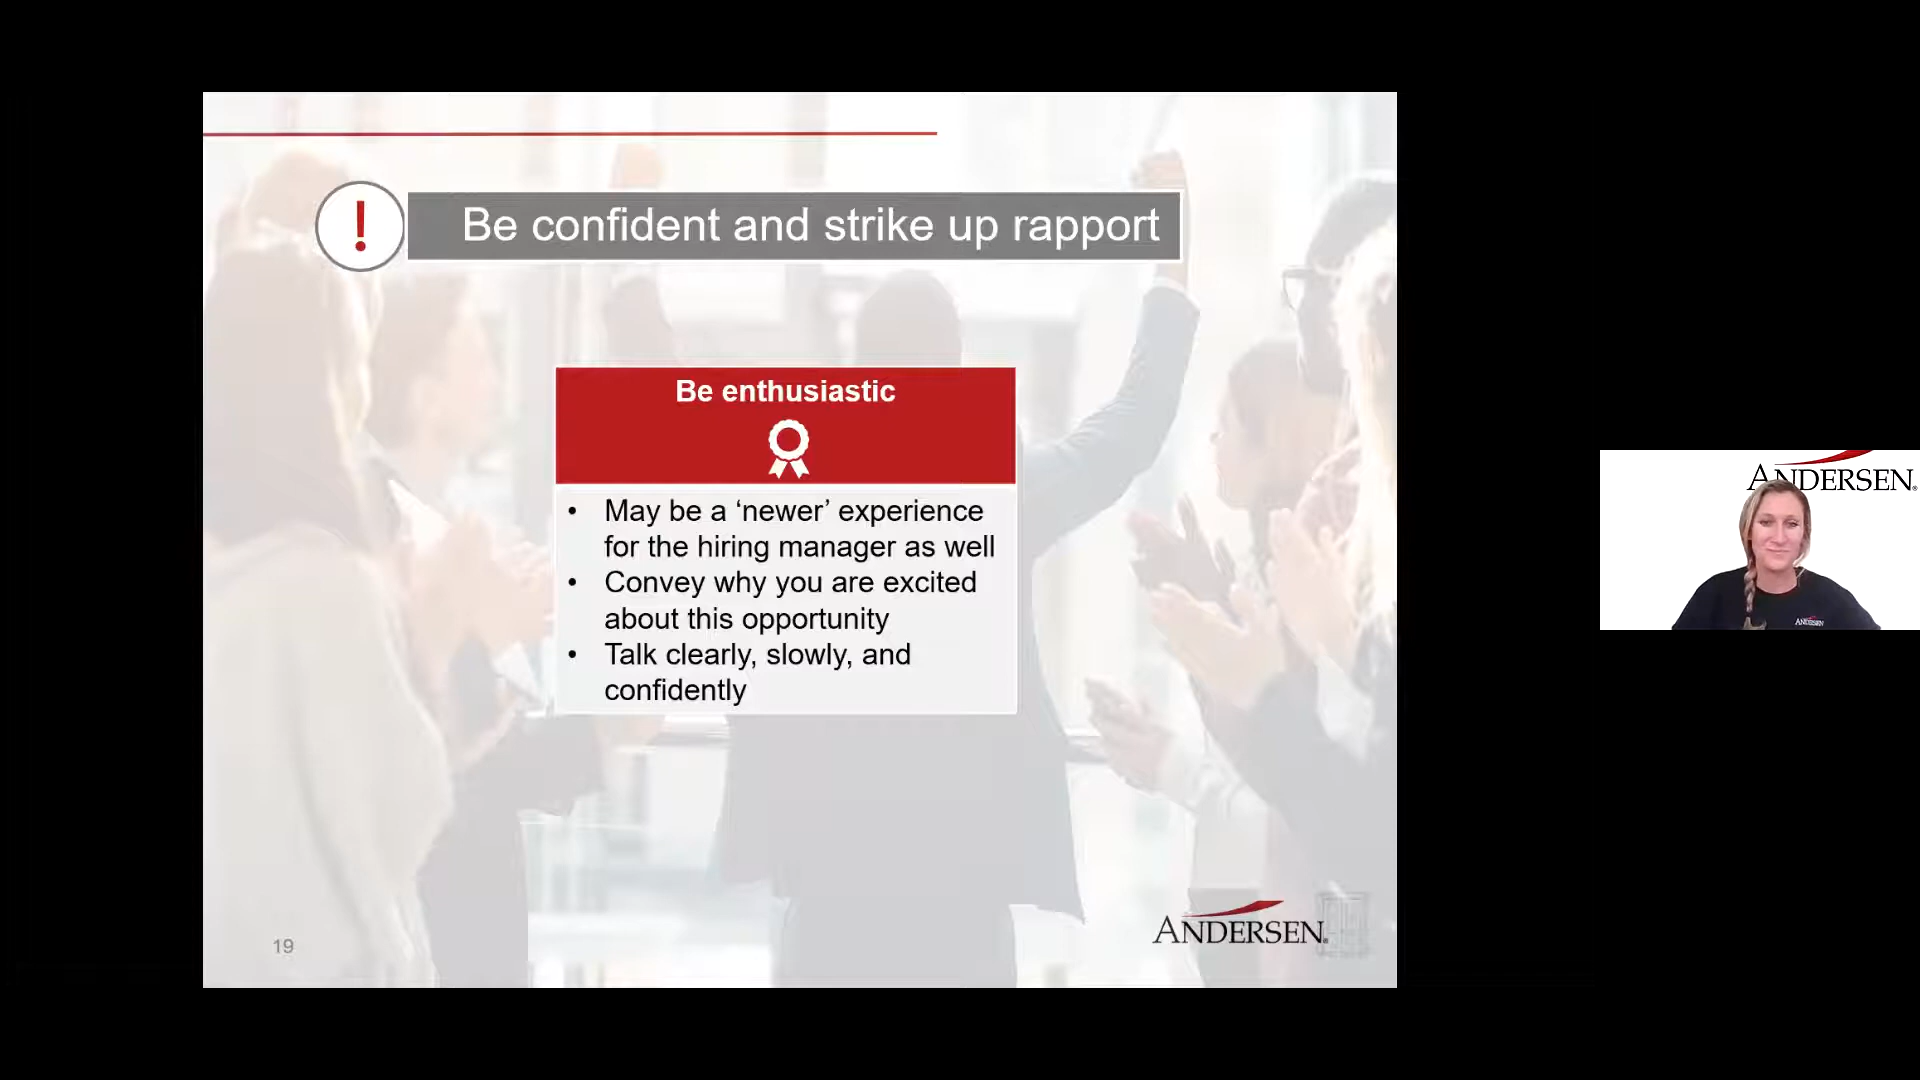 !
Be confident and strike up rapport
Be enthusiastic
• May be a ‘newer’ experience
for the hiring manager as well
• Convey why you are excited
about this opportunity
• Talk clearly, slowly, and
confidently
19
ANDERSEN®
ANDERSEN®
ANDERSEN